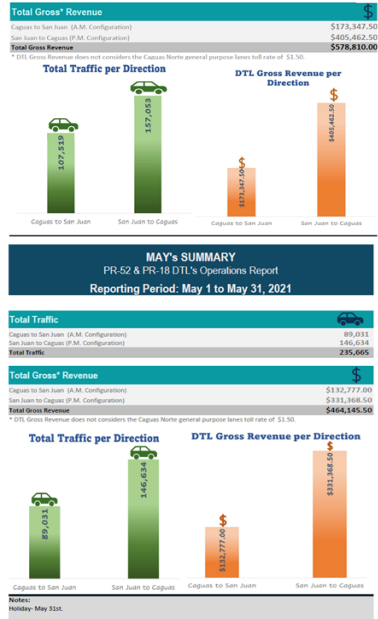 Total Gross* Revenue $
Caguas to San Juan (A.M. Configuration) $173,347.50
San Juan to Caguas (P.M. Configuration) $405,462.50
Total Gross Revenue $578,810.00
* DTL Gross Revenue does not considers the Caguas Norte general purpose lanes toll rate of $1.50.
Total Traffic per Direction
DTL Gross Revenue per
Direction
107,519
157,053
$
$173,347.50
$
$405,462.50
Caguas to San Juan
San Juan to Caguas
Caguas to San Juan
San Juan to Caguas
MAY's SUMMARY
PR-52 & PR-18 DTL's Operations Report
Reporting Period: May 1 to May 31, 2021
Total Traffic
Caguas to San Juan (A.M. Configuration) 89,031
San Juan to Caguas (P.M. Configuration) 146,634
Total Traffic 235,665
Total Gross* Revenue $
Caguas to San Juan (A.M. Configuration) $132,777.00
San Juan to Caguas (P.M. Configuration) $331,368.50
Total Gross Revenue $464,145.50
* DTL Gross Revenue does not considers the Caguas Norte general purpose lanes toll rate of $1.50.
Total Traffic per Direction
DTL Gross Revenue per Direction
89,031
146,634
$
$132,777.00
$
$331,368.50
Caguas to San Juan
San Juan to Caguas
Caguas to San Juan
San Juan to Caguas
Notes:
Holiday- May 31st.